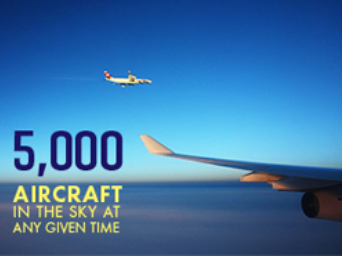 5,000
AIRCRAFT
IN THE SKY AT
ANY GIVEN TIME